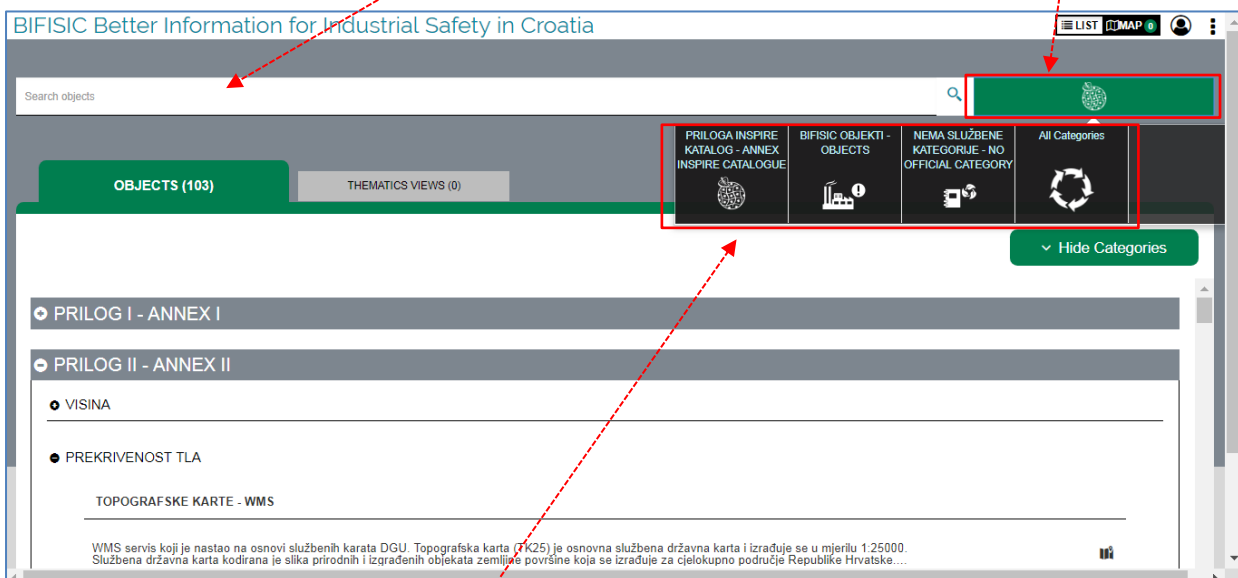 BIFISIC Better Information for Industrial Safety in Croatia
LIST
MAP 0
Search objects
PRILOGA INSPIRE
KATALOG - ANNEX
INSPIRE CATALOGUE
BIFISIC OBJEKTI -
OBJECTS
NEMA SLUŽBENE
KATEGORIJE - NO
OFFICIAL CATEGORY
All Categories
OBJECTS (103)
THEMATICS VIEWS (0)
Hide Categories
PRILOG I - ANNEX I
PRILOG II - ANNEX II
VISINA
PREKRIVENOST TLA
TOPOGRAFSKE KARTE - WMS
WMS servis koji je nastao na osnovi službenih karata DGU. Topografska karta (TK25) je osnovna službena državna karta i izrađuje se u mjerilu 1:25000.
Službena državna karta kodirana je slika prirodnih i izgrađenih objekata zemljine površine koja se izrađuje za cjelokupno područje Republike Hrvatske....